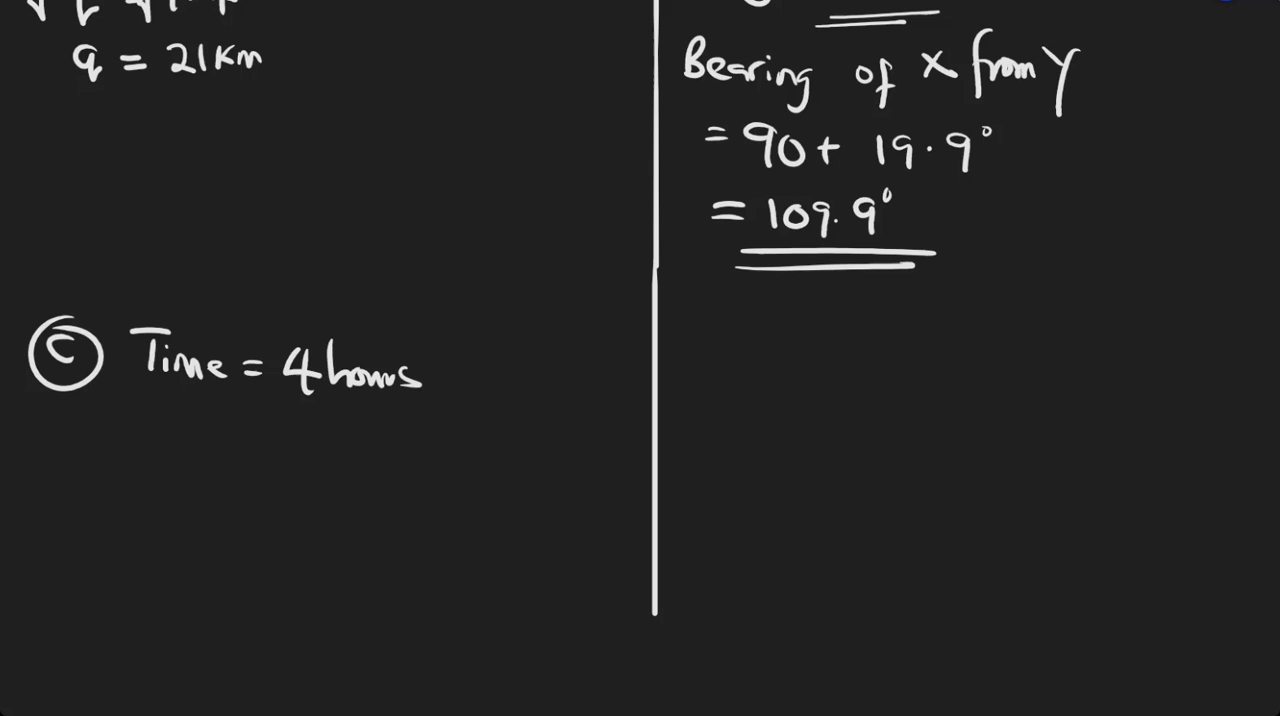 q = 21Km
Bearing of X from Y
= 90 + 19.9°
= 109.9°
C Time = 4 hours